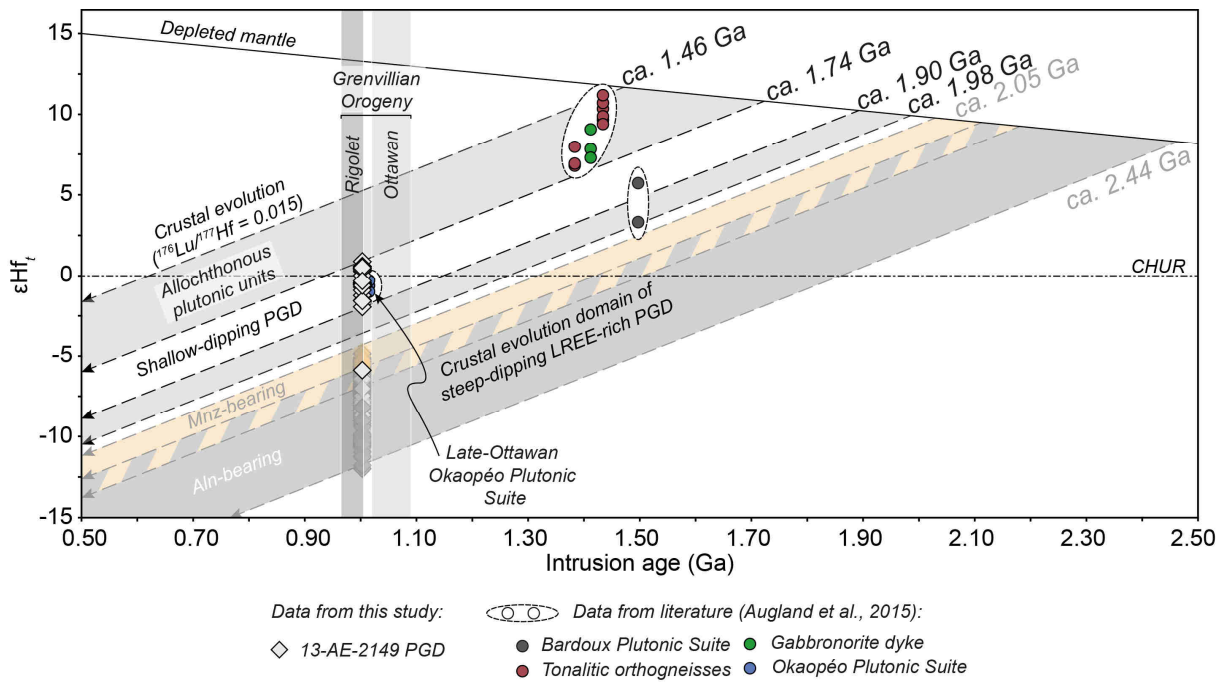 15
10
5
0
-5
-10
-15
εHfₜ
Depleted mantle
Grenvillian
Orogeny
Rigolet
Ottawan
ca. 1.46 Ga
ca. 1.74 Ga
ca. 1.90 Ga
ca. 1.98 Ga
ca. 2.05 Ga
ca. 2.44 Ga
Crustal evolution
(¹⁷⁶Lu/¹⁷⁷Hf = 0.015)
Allochthonous
plutonic units
CHUR
Shallow-dipping PGD
Crustal evolution domain of
steep-dipping LREE-rich PGD
Mnz-bearing
Aln-bearing
Late-Ottawan
Okaopéo Plutonic
Suite
0.50 0.70 0.90 1.10 1.30 1.50 1.70 1.90 2.10 2.30 2.50
Intrusion age (Ga)
Data from this study:
Data from literature (Augland et al., 2015):
13-AE-2149 PGD
Bardoux Plutonic Suite
Gabbronorite dyke
Tonalitic orthogneisses
Okaopéo Plutonic Suite